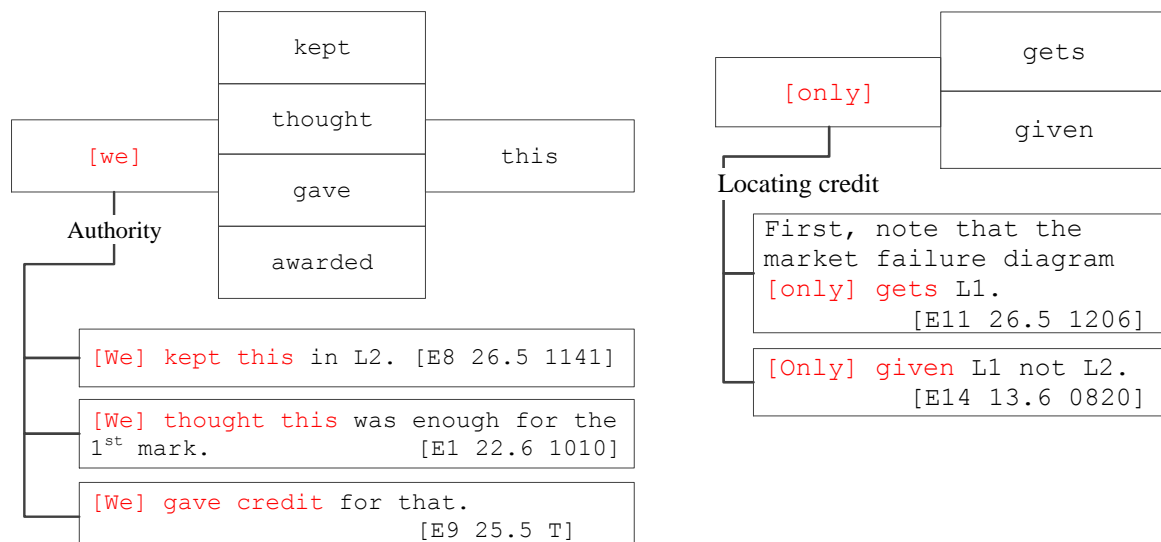 kept
thought
[we]
this
gave
awarded
Authority
[We] kept this in L2. [E8 26.5 1141]
[We] thought this was enough for the
1st mark. [E1 22.6 1010]
[We] gave credit for that.
[E9 25.5 T]
gets
[only]
given
Locating credit
First, note that the
market failure diagram
[only] gets L1.
[E11 26.5 1206]
[Only] given L1 not L2.
[E14 13.6 0820]